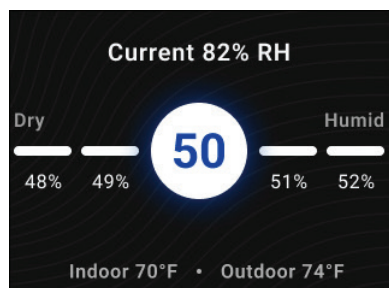 Current 82% RH
Dry Humid
50
48% 49% 51% 52%
Indoor 70°F • Outdoor 74°F